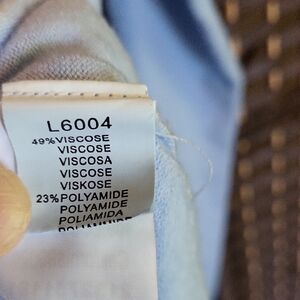 L6004
49%VISCOSE
VISCOSE
VISCOSA
VISCOSE
VISKOSE
23%POLYAMIDE
POLYAMIDE
POLIAMIDA